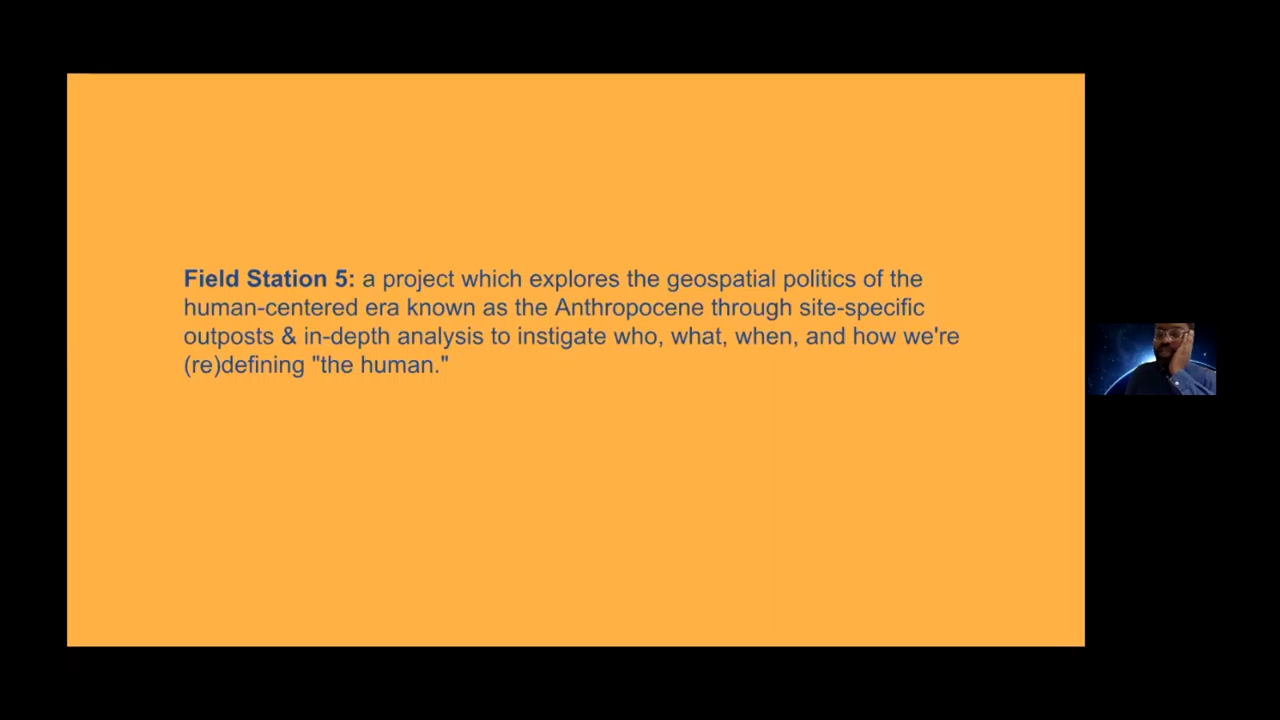 Field Station 5: a project which explores the geospatial politics of the
human-centered era known as the Anthropocene through site-specific
outposts & in-depth analysis to instigate who, what, when, and how we're
(re)defining "the human."